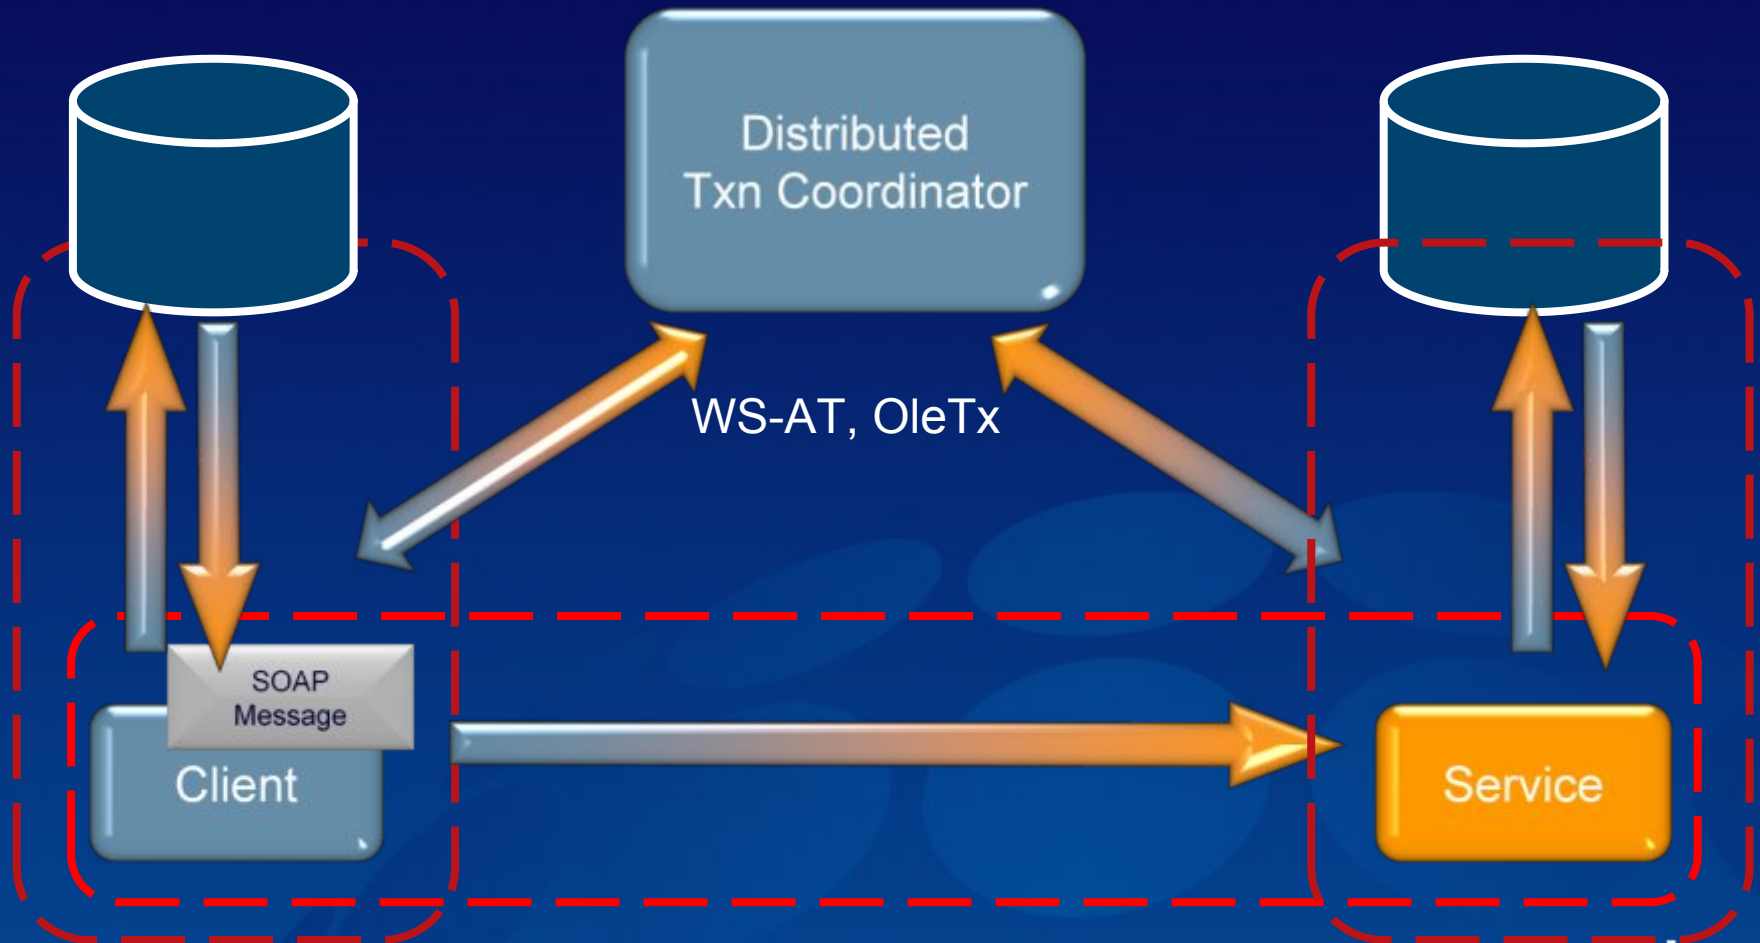 Distributed
Txn Coordinator
WS-AT, OleTx
SOAP
Message
Client
Service